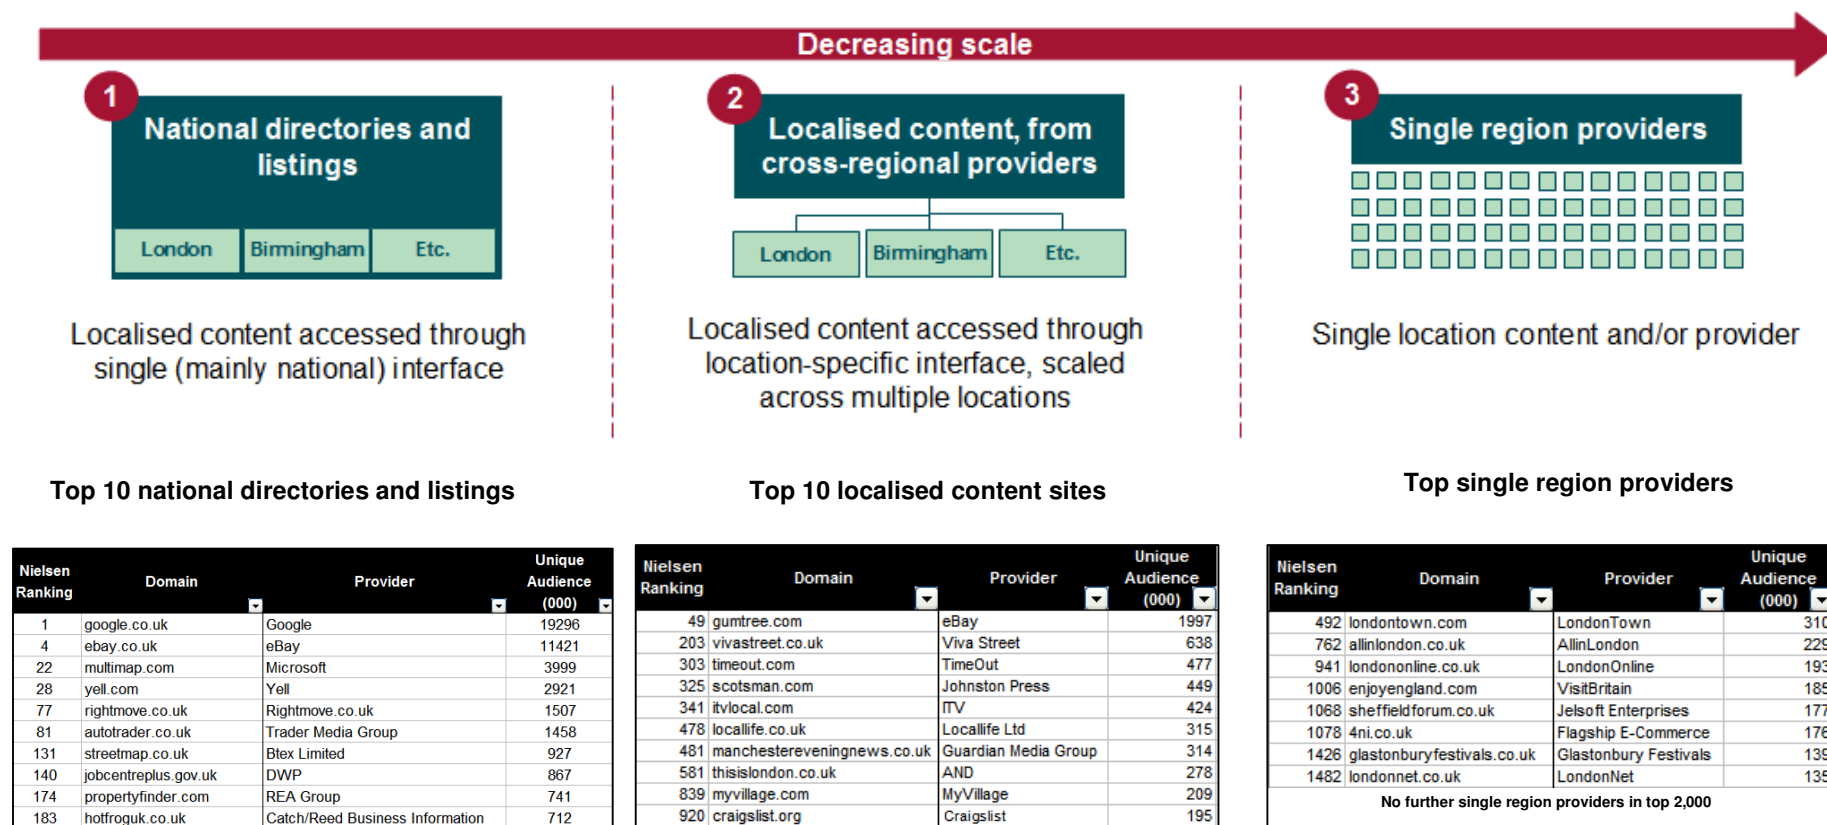 Decreasing scale
1
National directories and
listings
London Birmingham Etc.
Localised content accessed through
single (mainly national) interface
2
Localised content, from
cross-regional providers
London Birmingham Etc.
Localised content accessed through
location-specific interface, scaled
across multiple locations
3
Single region providers
Single location content and/or provider
Top 10 national directories and listings
Nielsen Ranking Domain Provider Unique Audience (000)
1 google.co.uk Google 19296
4 ebay.co.uk eBay 11421
22 multimap.com Microsoft 3999
28 yell.com Yell 2921
77 rightmove.co.uk Rightmove.co.uk 1507
81 autotrader.co.uk Trader Media Group 1458
131 streetmap.co.uk Btex Limited 927
140 jobcentreplus.gov.uk DWP 867
174 propertyfinder.com REA Group 741
183 hotfroguk.co.uk Catch/Reed Business Information 712
Top 10 localised content sites
Nielsen Ranking Domain Provider Unique Audience (000)
49 gumtree.com eBay 1997
203 vivastreet.co.uk Viva Street 638
303 timeout.com TimeOut 477
325 scotsman.com Johnston Press 449
341 itvlocal.com ITV 424
478 locallife.co.uk Locallife Ltd 315
481 manchestereveningnews.co.uk Guardian Media Group 314
581 thisislondon.co.uk AND 278
839 myvillage.com MyVillage 209
920 craigslist.org Craigslist 195
Top single region providers
Nielsen Ranking Domain Provider Unique Audience (000)
492 londontown.com LondonTown 310
762 allinlondon.co.uk AllinLondon 229
941 londononline.co.uk LondonOnline 193
1006 enjoyengland.com VisitBritain 185
1068 sheffieldforum.co.uk Jelsoft Enterprises 177
1078 4ni.co.uk Flagship E-Commerce 176
1426 glastonburyfestivals.co.uk Glastonbury Festivals 139
1482 londonnet.co.uk LondonNet 135
No further single region providers in top 2,000